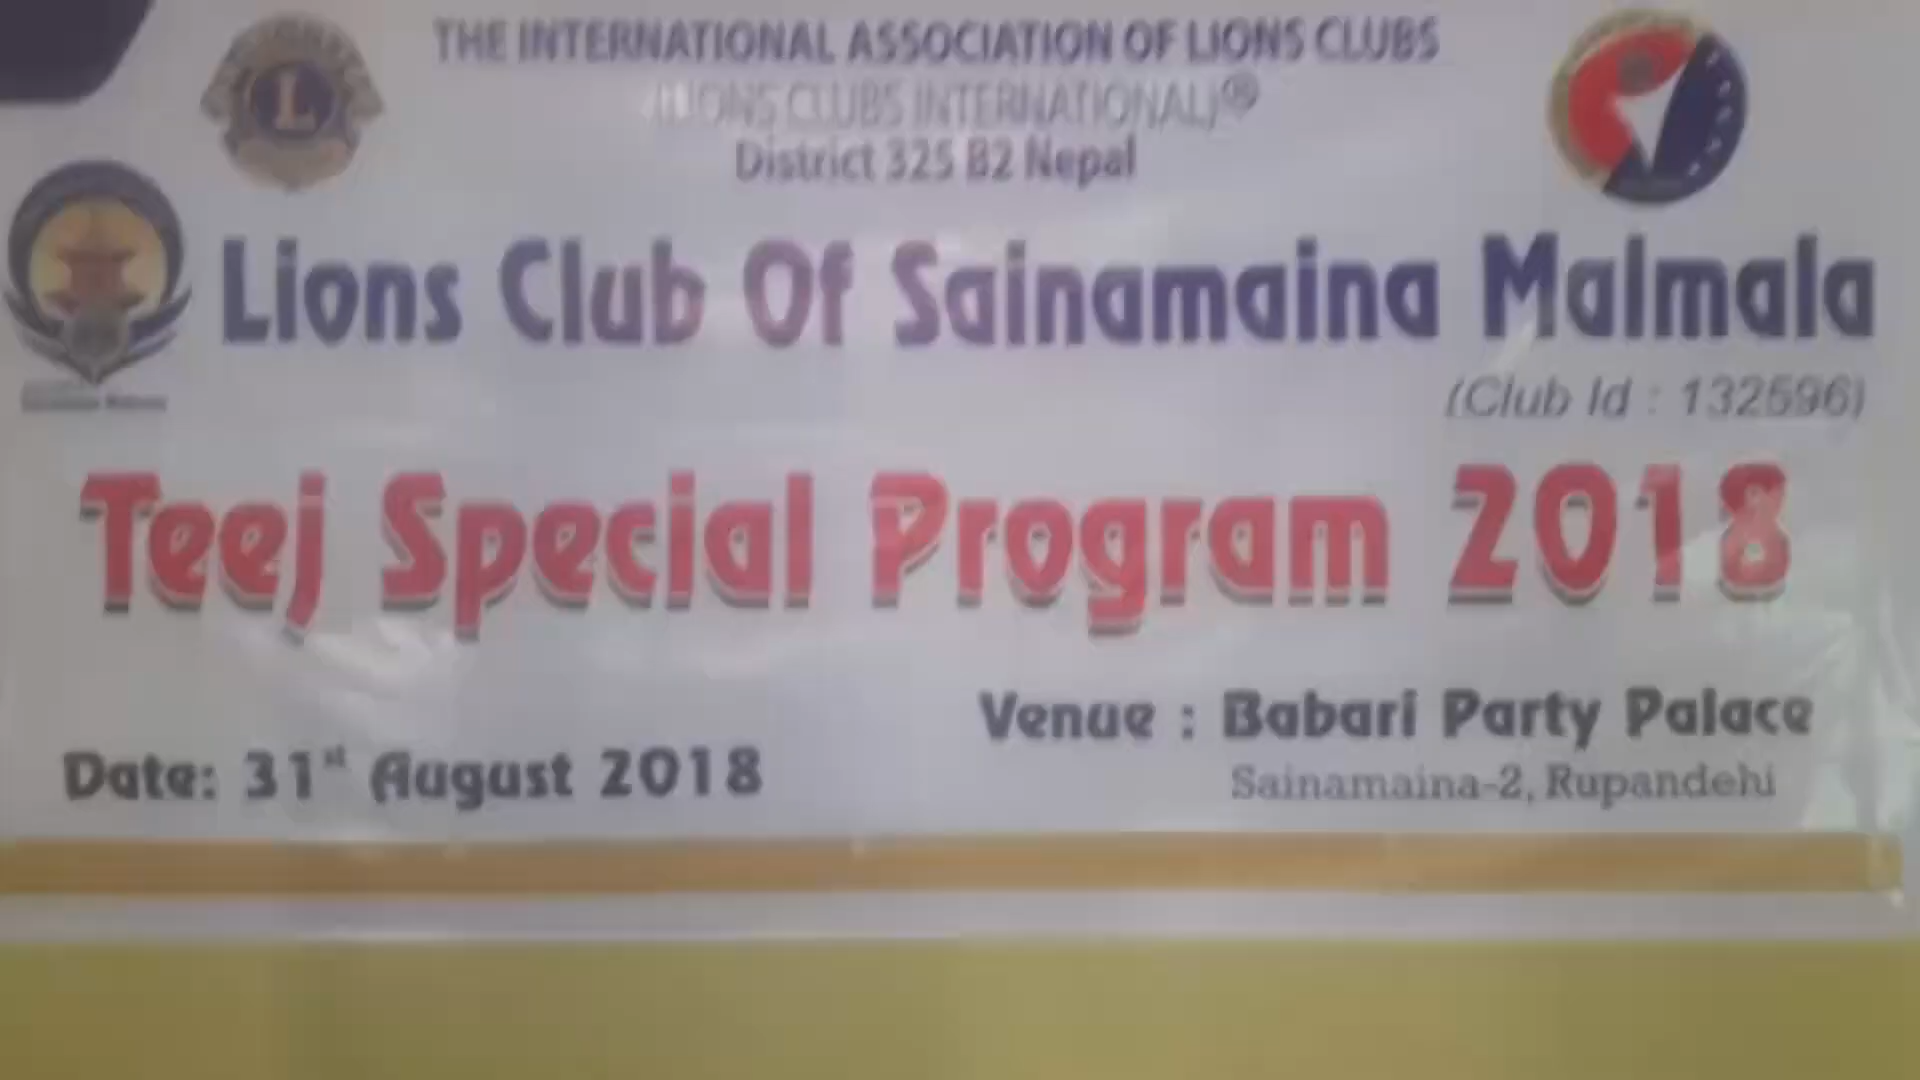 THE INTERNATIONAL ASSOCIATION OF LIONS CLUBS
(LIONS CLUBS INTERNATIONAL)®
District 325 B2 Nepal
L
Lions Club Of Sainamaina Malmala
(Club Id : 132596)
Teej Special Program 2018
Venue : Babari Party Palace
Sainamaina-2, Rupandehi
Date: 31st August 2018